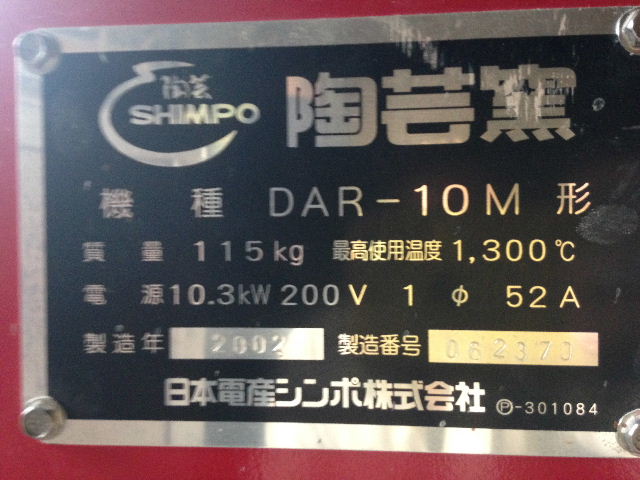 陶芸
SHIMPO
陶芸窯
機 種 DAR-10M 形
質 量 115kg 最高使用温度 1,300℃
電 源 10.3kW 200V 1 φ 52A
製造年 2002 製造番号 062370
日本電産シンポ株式会社 Ⓟ-301084